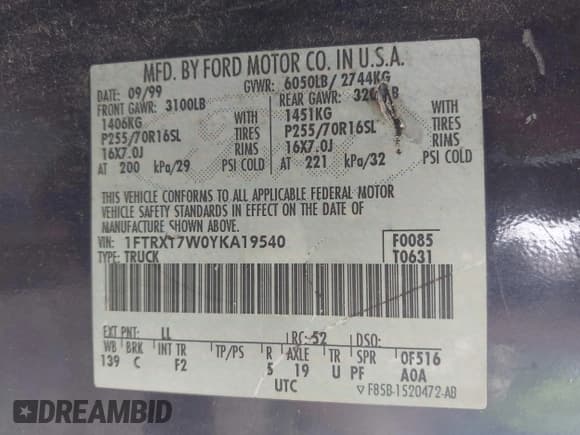 MFD. BY FORD MOTOR CO. IN U.S.A.
DATE: 09/99 GVWR: 6050LB/ 2744KG
FRONT GAWR: 3100LB REAR GAWR:
1406KG 1451KG
P255/70R16SL TIRES P255/70R16SL TIRES
16X7.0J RIMS 16X7.0J RIMS
AT 200 kPa/29 PSI COLD AT 221 kPa/32 PSI COLD
THIS VEHICLE CONFORMS TO ALL APPLICABLE FEDERAL MOTOR
VEHICLE SAFETY STANDARDS IN EFFECT ON THE DATE OF
MANUFACTURE SHOWN ABOVE.
VIN: 1FTRX17W0YKA19540 F0085
TYPE: TRUCK T0631
EXT PNT: LL RC: 52 DSO:
WB BRK INT TR TP/PS R AXLE TR SPR 0F516
139 C F2 5 19 U PF A0A
UTC
▽ F85B-1520472-AB
DREAMBID